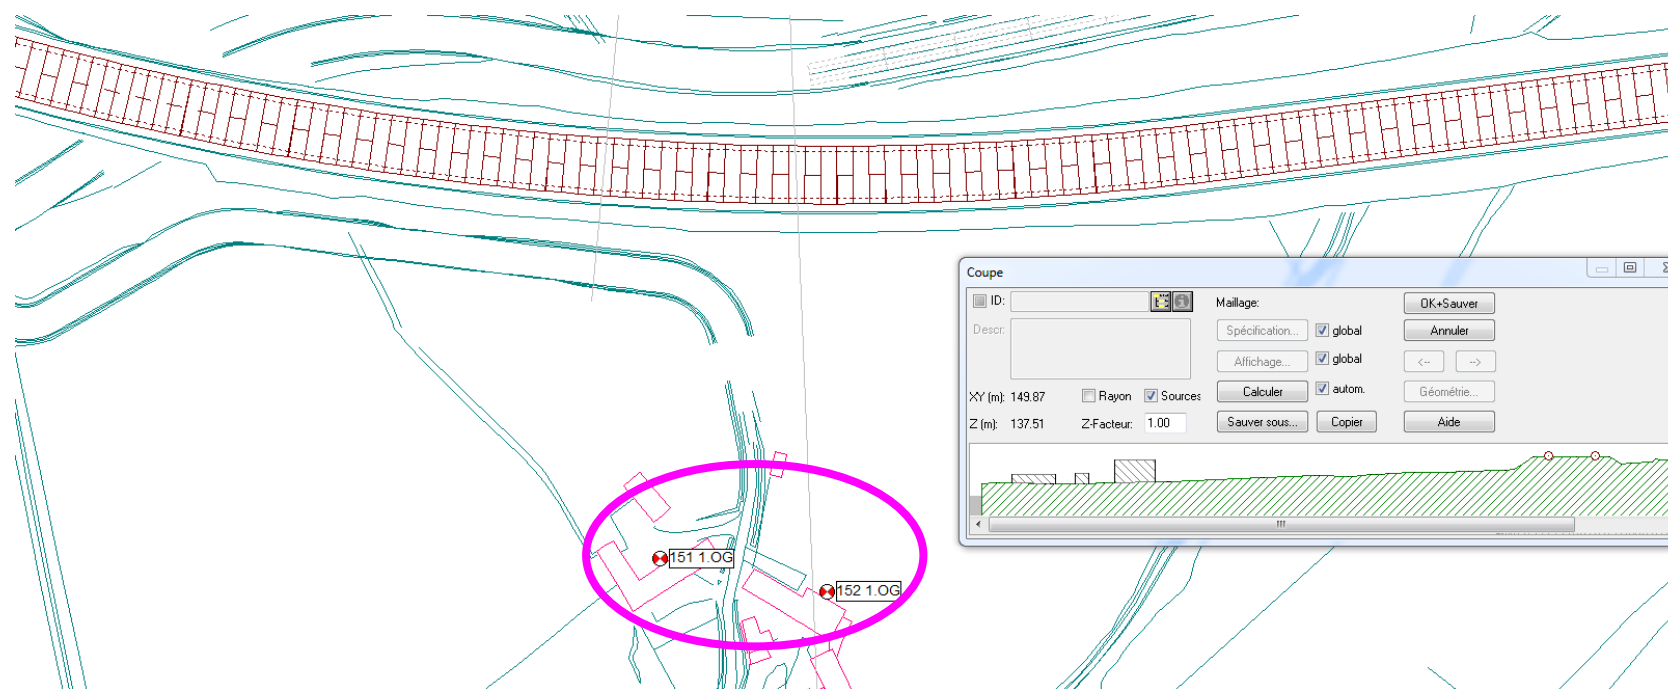 151 1.OG
152 1.OG
Coupe
ID:
Maillage:
OK+Sauver
Descr:
Spécification...
global
Annuler
Affichage...
global
<--
-->
XY (m): 149.87
Rayon
Sources
Calculer
autom.
Géométrie...
Z (m): 137.51
Z-Facteur:
1.00
Sauver sous...
Copier
Aide